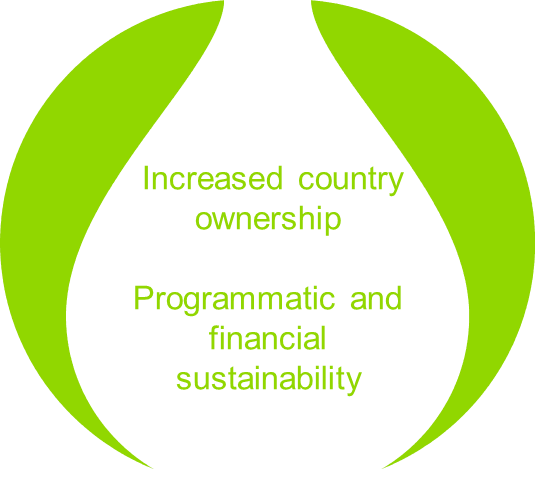 Increased country
ownership
Programmatic and
financial
sustainability